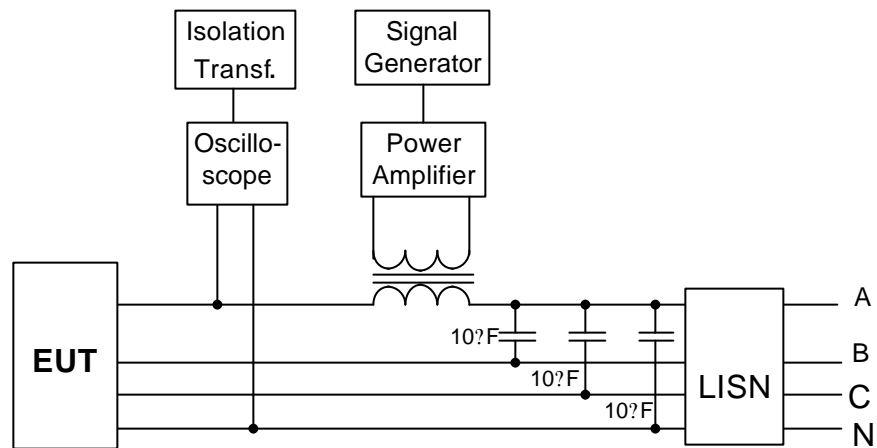 Isolation
Transf.
Signal
Generator
Oscillo-
scope
Power
Amplifier
EUT
10?F
10?F
10?F
LISN
A
B
C
N